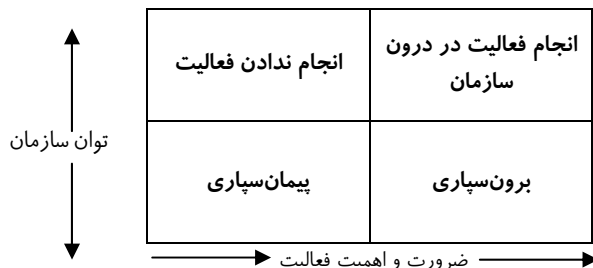 انجام فعالیت در درون
سازمان
انجام ندادن فعالیت
توان سازمان
برون‌سپاری
پیمان‌سپاری
ضرورت و اهمیت فعالیت